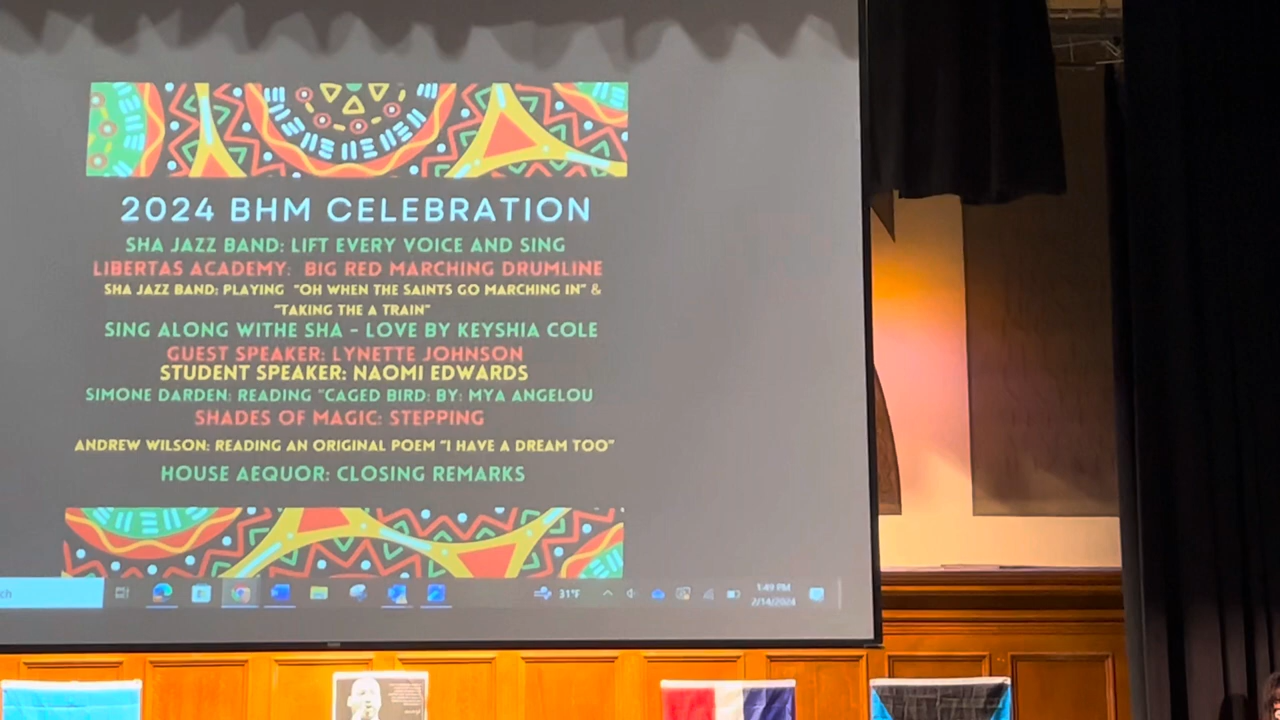 2024 BHM CELEBRATION
SHA JAZZ BAND: LIFT EVERY VOICE AND SING
LIBERTAS ACADEMY: BIG RED MARCHING DRUMLINE
SHA JAZZ BAND: PLAYING "OH WHEN THE SAINTS GO MARCHING IN" &
"TAKING THE A TRAIN"
SING ALONG WITHE SHA - LOVE BY KEYSHIA COLE
GUEST SPEAKER: LYNETTE JOHNSON
STUDENT SPEAKER: NAOMI EDWARDS
SIMONE DARDEN: READING "CAGED BIRD: BY: MYA ANGELOU
SHADES OF MAGIC: STEPPING
ANDREW WILSON: READING AN ORIGINAL POEM "I HAVE A DREAM TOO"
HOUSE AEQUOR: CLOSING REMARKS
ch
31°F
1:49 PM
2/14/2024